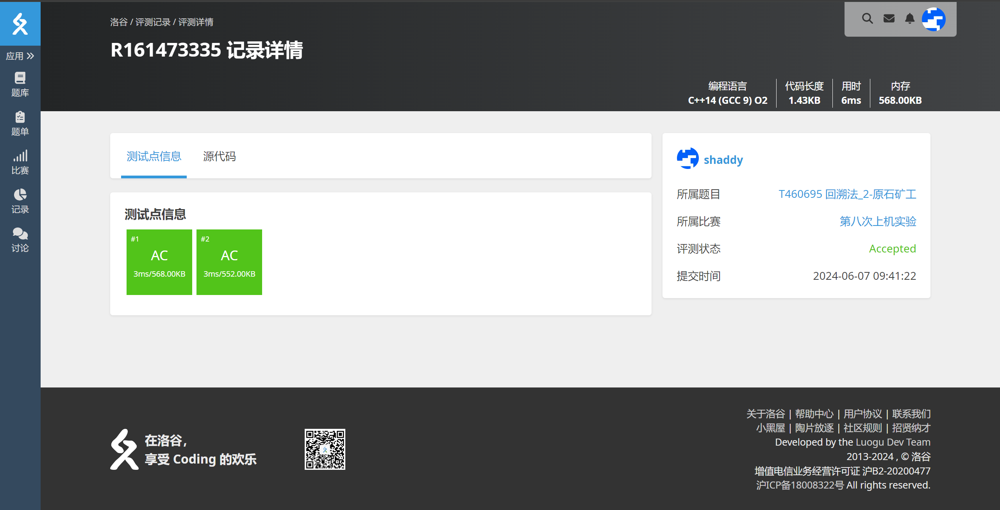 洛谷 / 评测记录 / 评测详情
R161473335 记录详情
编程语言
C++14 (GCC 9) O2
代码长度
1.43KB
用时
6ms
内存
568.00KB
应用
题库
题单
比赛
记录
讨论
测试点信息
源代码
测试点信息
#1
AC
3ms/568.00KB
#2
AC
3ms/552.00KB
shaddy
所属题目 T460695 回溯法_2-原石矿工
所属比赛 第八次上机实验
评测状态 Accepted
提交时间 2024-06-07 09:41:22
在洛谷，
享受 Coding 的欢乐
关于洛谷 | 帮助中心 | 用户协议 | 联系我们
小黑屋 | 陶片放逐 | 社区规则 | 招贤纳才
Developed by the Luogu Dev Team
2013-2024 , © 洛谷
增值电信业务经营许可证 沪B2-20200477
沪ICP备18008322号 All rights reserved.